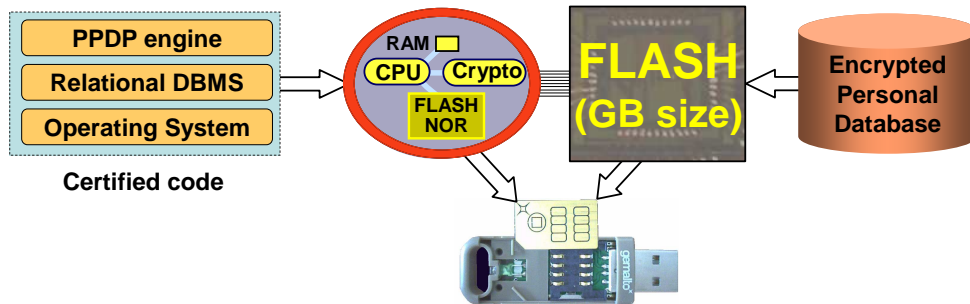 PPDP engine
Relational DBMS
Operating System
Certified code
RAM
CPU
Crypto
FLASH
NOR
FLASH
(GB size)
Encrypted
Personal
Database
gemalto